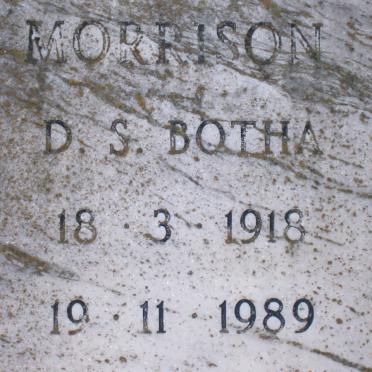 MORRISON
D. S. BOTHA
18 · 3 · 1918
19 · 11 · 1989